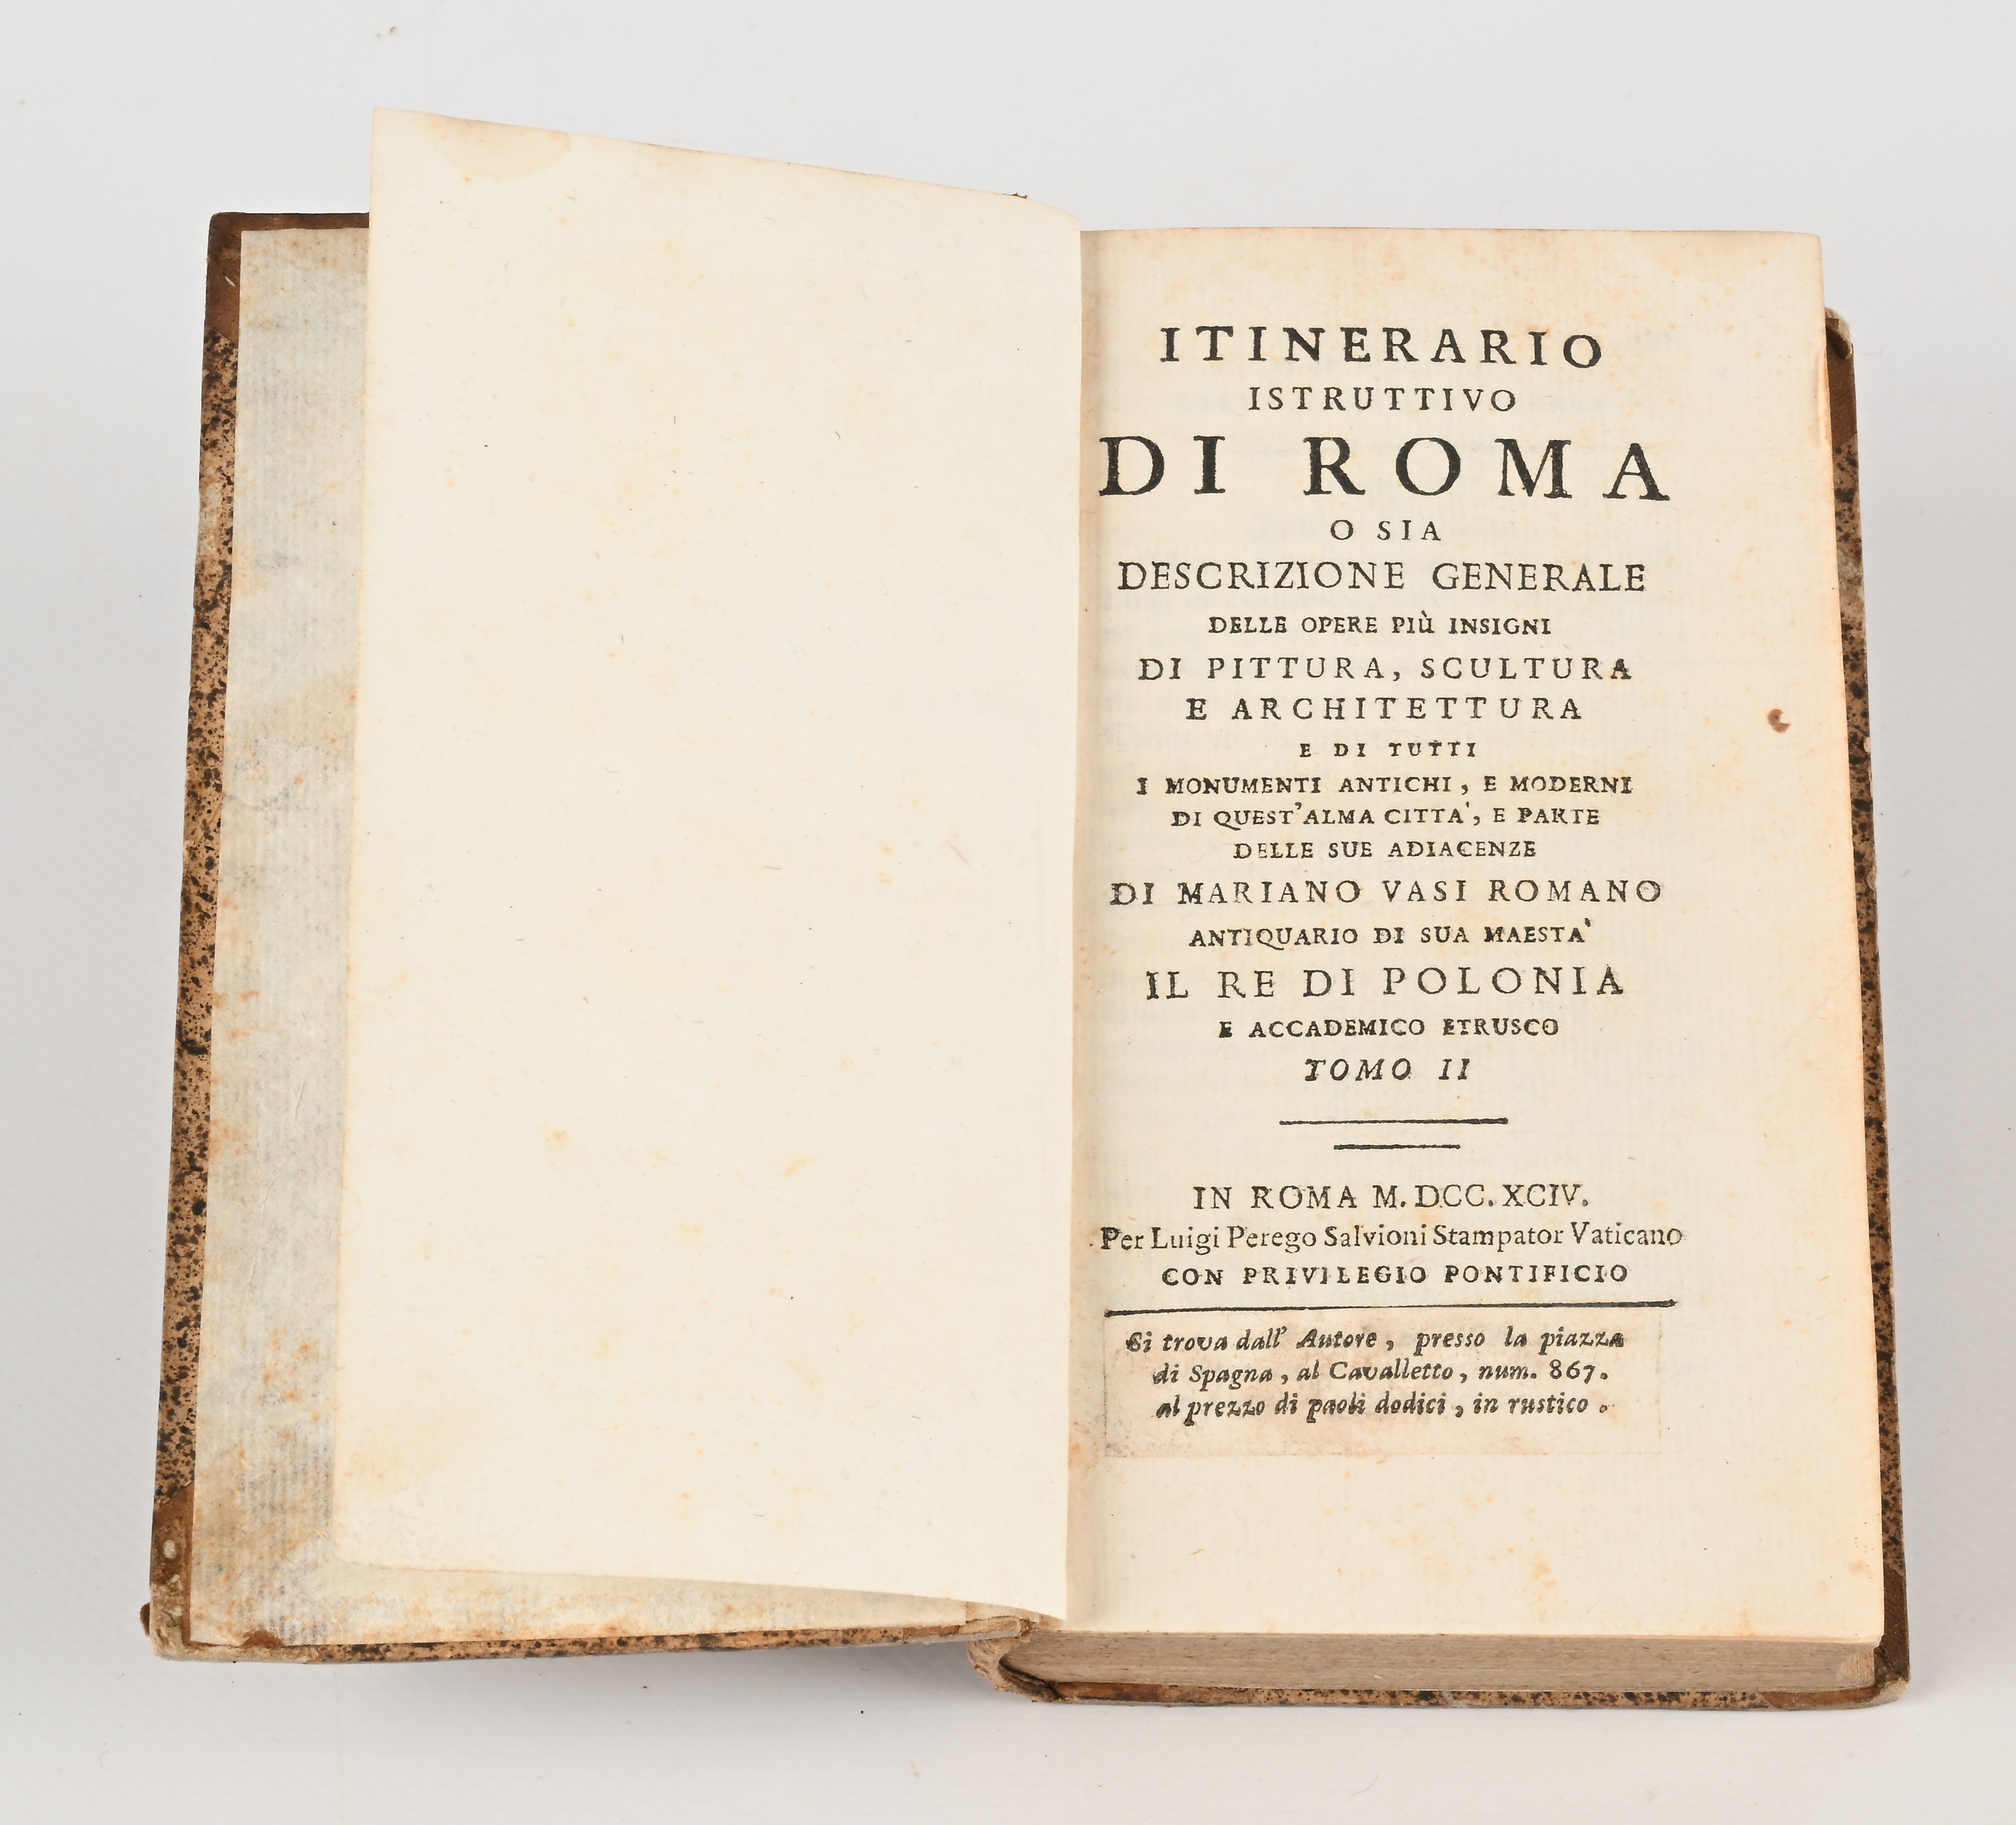 ITINERARIO
ISTRUTTIVO
DI ROMA
O SIA
DESCRIZIONE GENERALE
DELLE OPERE PIÙ INSIGNI
DI PITTURA, SCULTURA
E ARCHITETTURA
E DI TUTTI
I MONUMENTI ANTICHI, E MODERNI
DI QUEST'ALMA CITTA', E PARTE
DELLE SUE ADIACENZE
DI MARIANO VASI ROMANO
ANTIQUARIO DI SUA MAESTA'
IL RE DI POLONIA
E ACCADEMICO ETRUSCO
TOMO II
IN ROMA M. DCC. XCIV.
Per Luigi Perego Salvioni Stampator Vaticano
CON PRIVILEGIO PONTIFICIO
Si trova dall' Autore, presso la piazza
di Spagna, al Cavalletto, num. 867.
al prezzo di paoli dodici, in rustico.